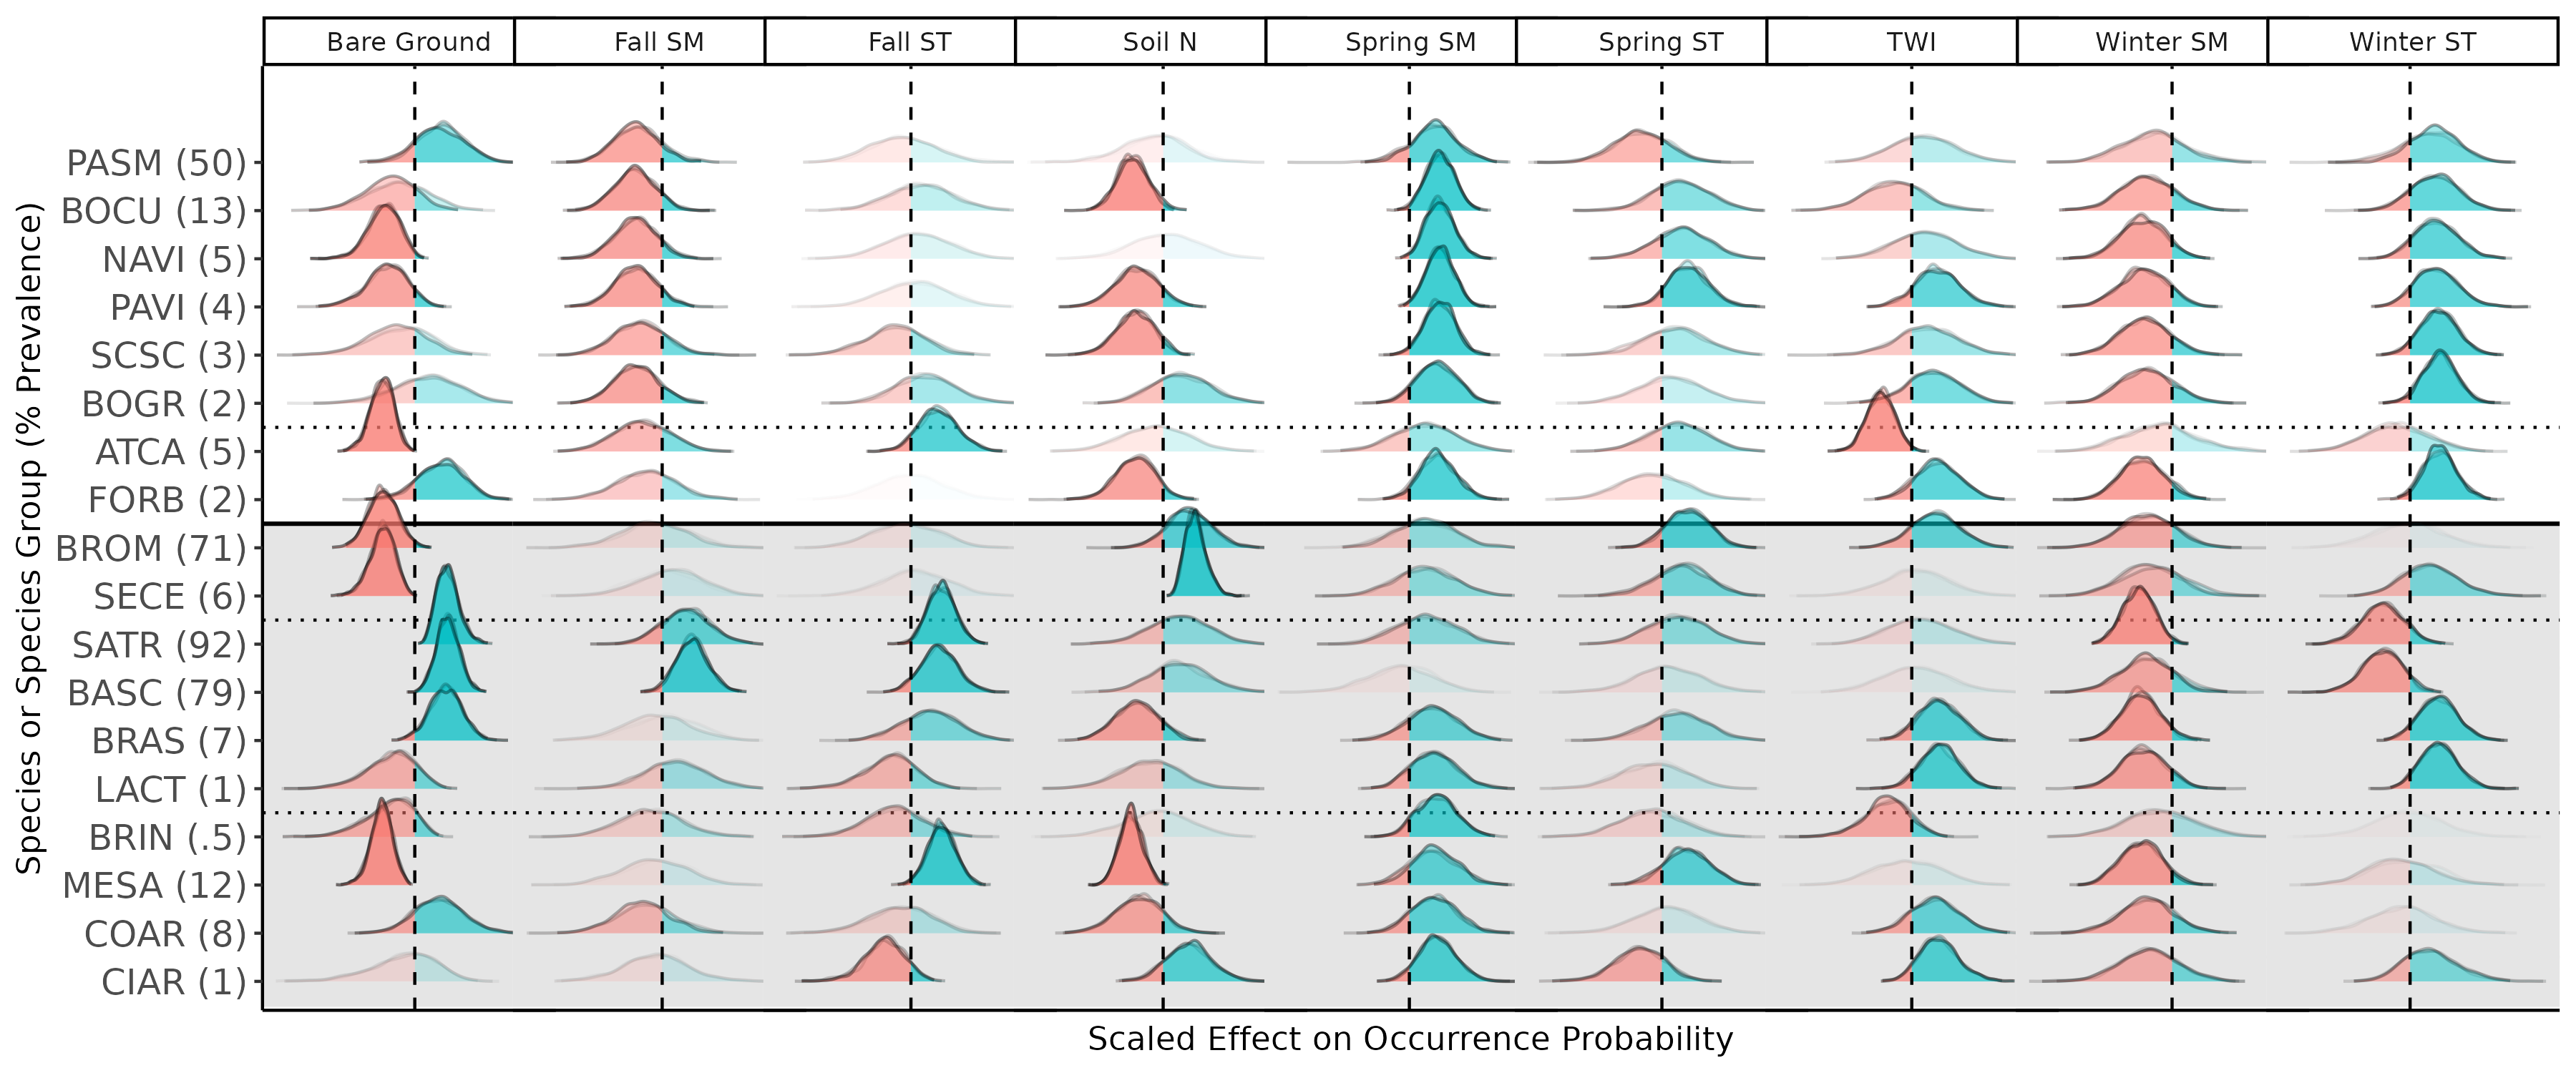 Bare Ground Fall SM Fall ST Soil N Spring SM Spring ST TWI Winter SM Winter ST
Species or Species Group (% Prevalence)
PASM (50)
BOCU (13)
NAVI (5)
PAVI (4)
SCSC (3)
BOGR (2)
ATCA (5)
FORB (2)
BROM (71)
SECE (6)
SATR (92)
BASC (79)
BRAS (7)
LACT (1)
BRIN (.5)
MESA (12)
COAR (8)
CIAR (1)
Scaled Effect on Occurrence Probability